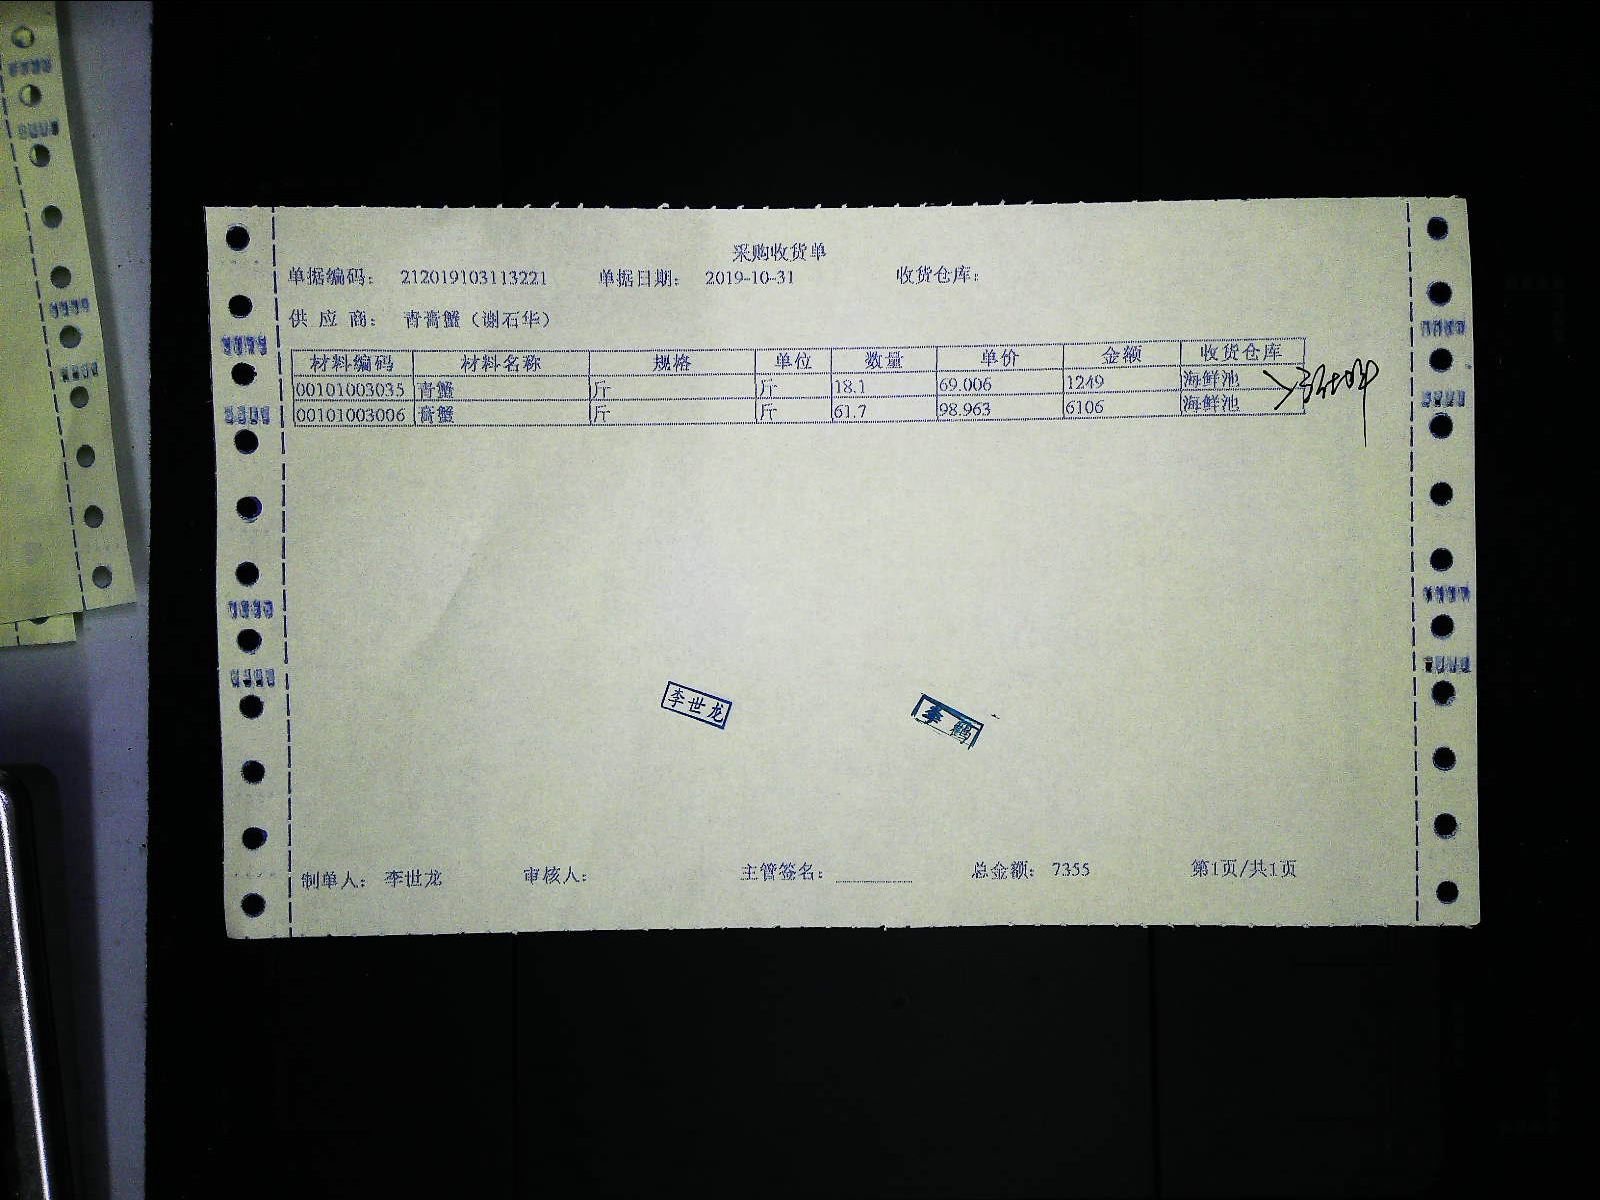 采购收货单
单据编码： 212019103113221 单据日期： 2019-10-31 收货仓库：
供 应 商： 青膏蟹（谢石华）
材料编码 材料名称 规格 单位 数量 单价 金额 收货仓库
00101003035 青蟹 斤 斤 18.1 69.006 1249 海鲜池
00101003006 膏蟹 斤 斤 61.7 98.963 6106 海鲜池
李世龙
李鹤
制单人： 李世龙 审核人： 主管签名： 总金额： 7355 第1页/共1页